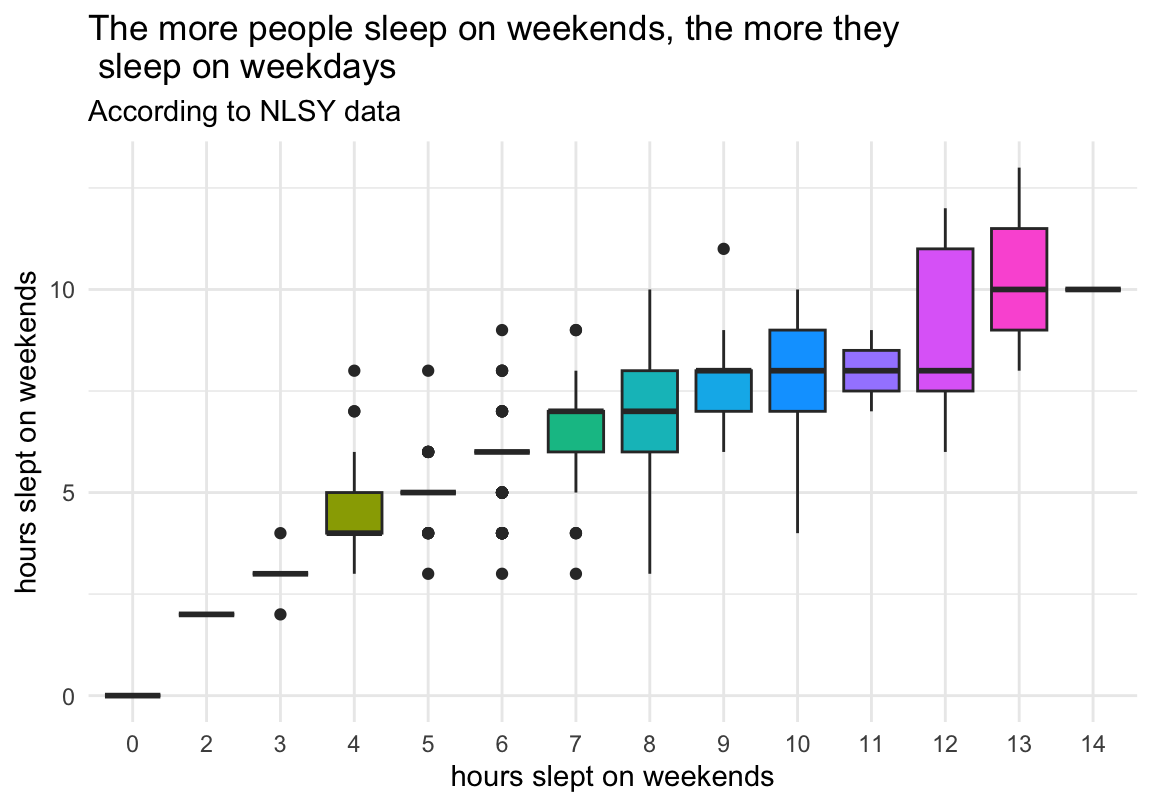 The more people sleep on weekends, the more they
sleep on weekdays
According to NLSY data
hours slept on weekends
10
5
0
0 2 3 4 5 6 7 8 9 10 11 12 13 14
hours slept on weekends